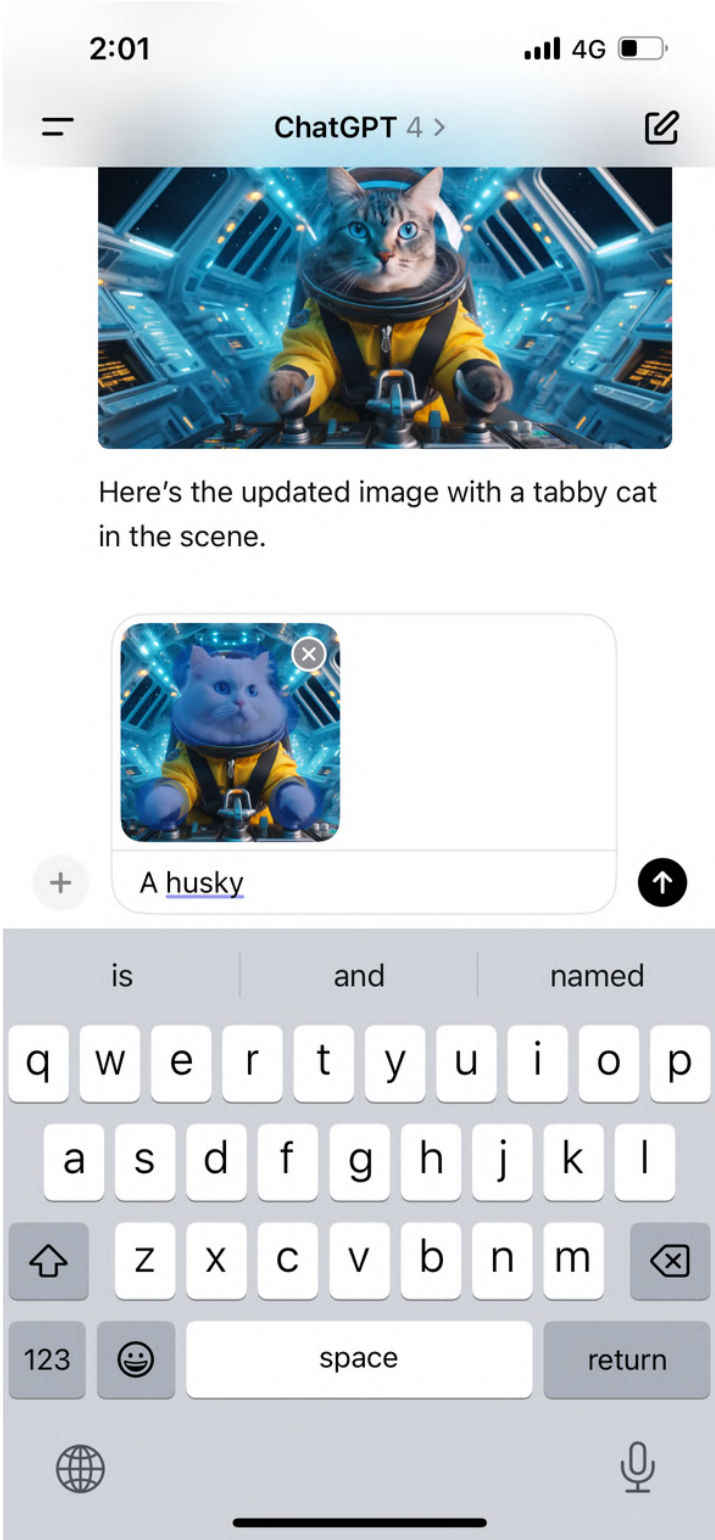 2:01 4G
ChatGPT 4 >
Here's the updated image with a tabby cat
in the scene.
A husky
is and named
q w e r t y u i o p
a s d f g h j k l
z x c v b n m
123 space return